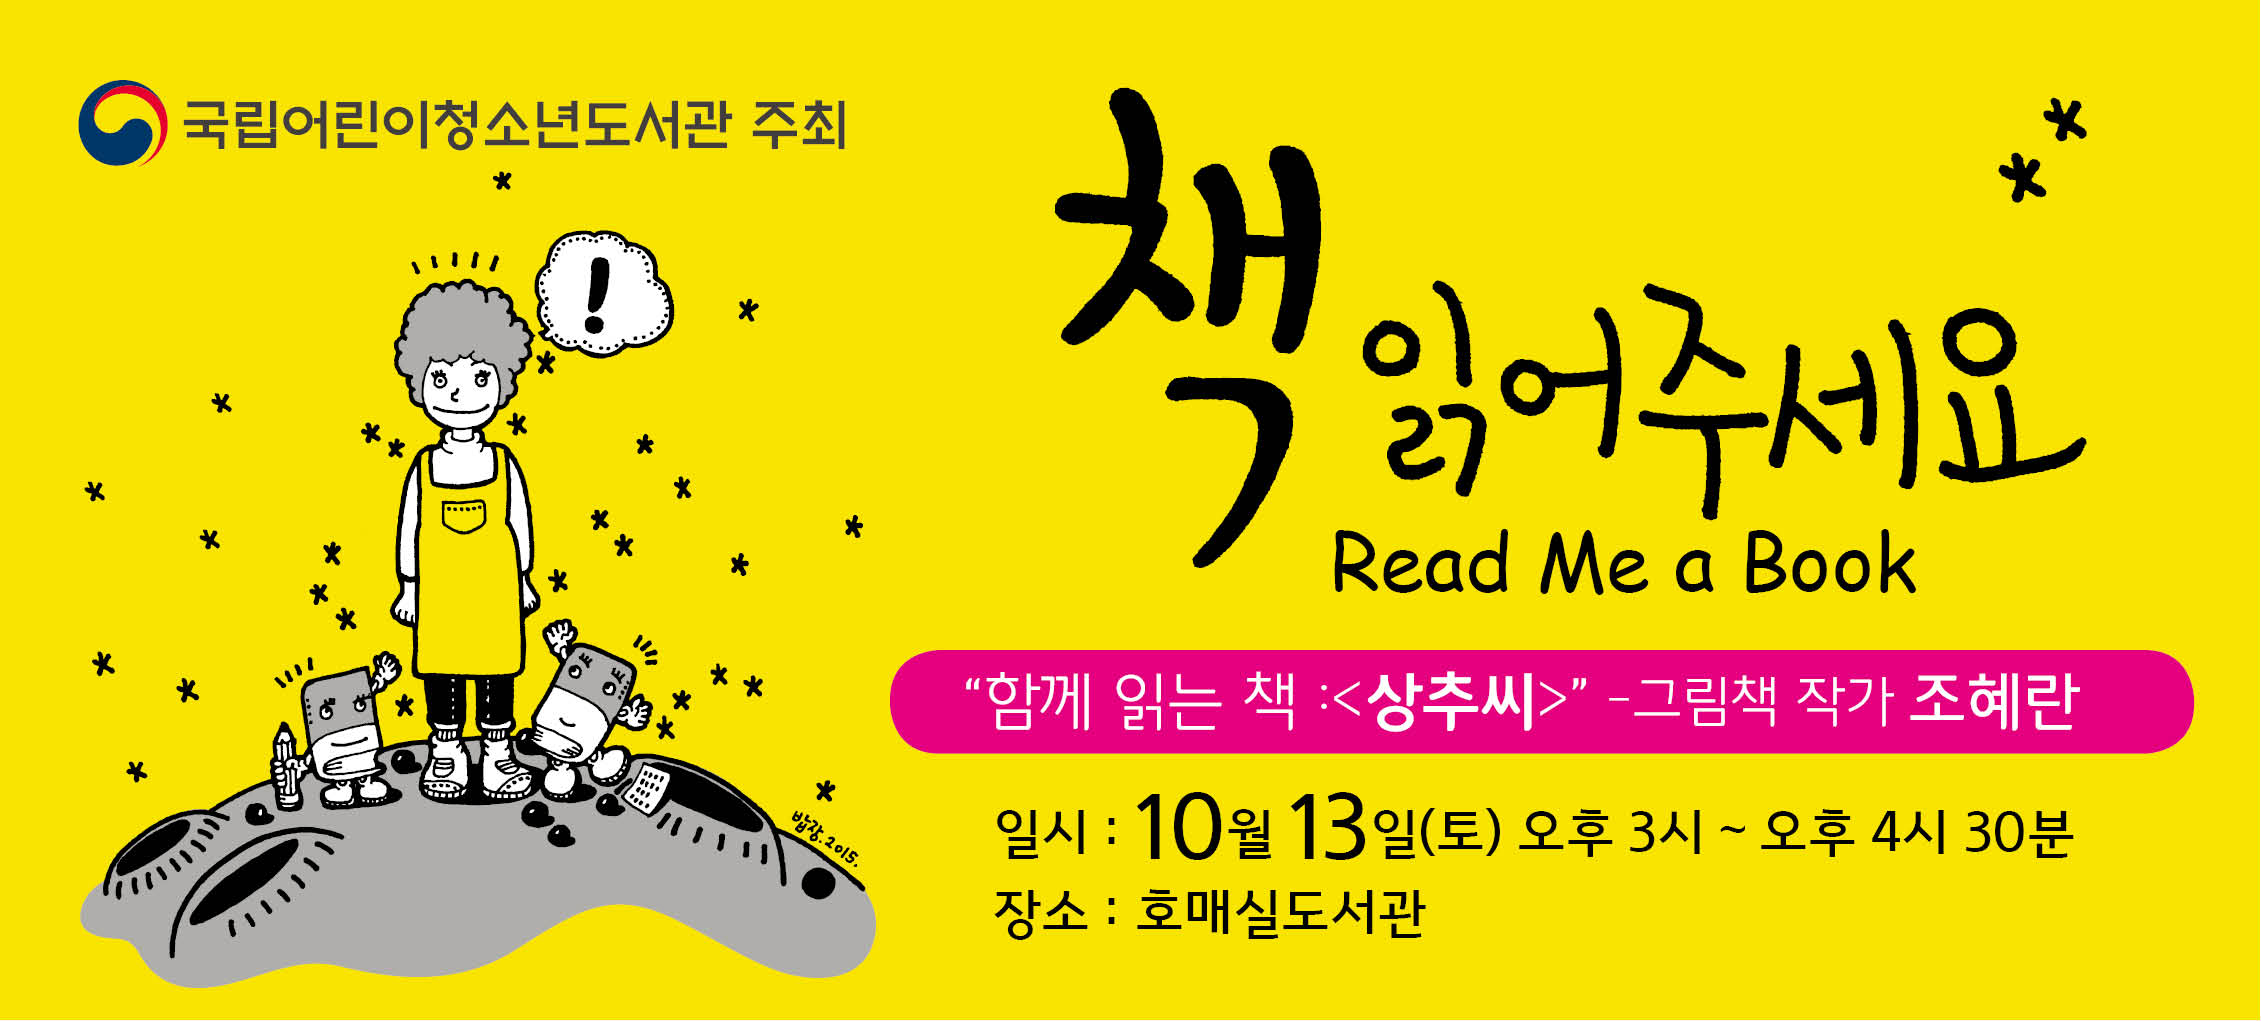 국립어린이청소년도서관 주최
!
책 읽어주세요
Read Me a Book
“함께 읽는 책 :<상추씨>” -그림책 작가 조혜란
일시 : 10월 13일(토) 오후 3시 ~ 오후 4시 30분
장소 : 호매실도서관
밥장.2015.